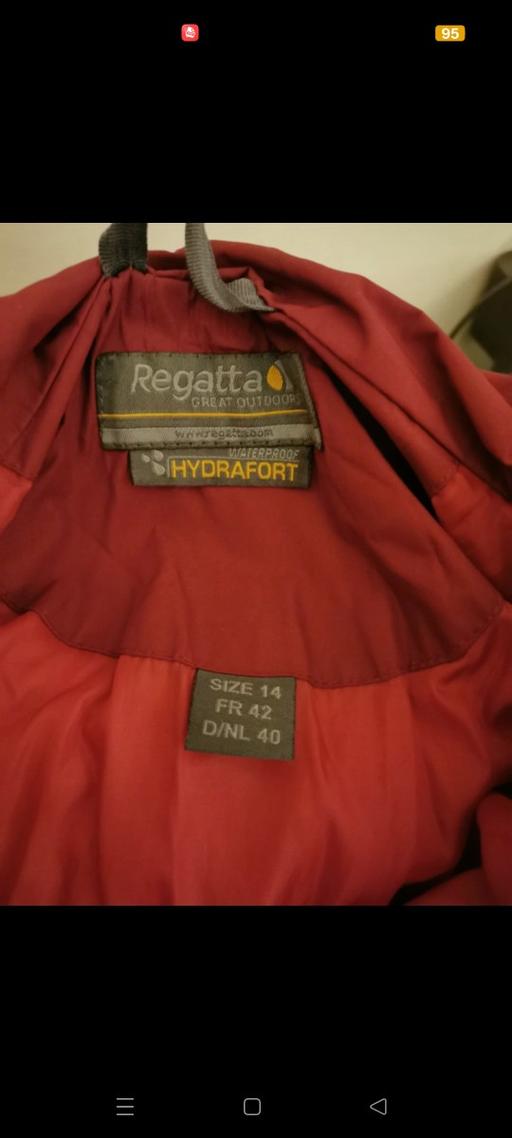 95
Regatta
GREAT OUTDOORS
www.regatta.com
WATERPROOF
HYDRAFORT
SIZE 14
FR 42
D/NL 40